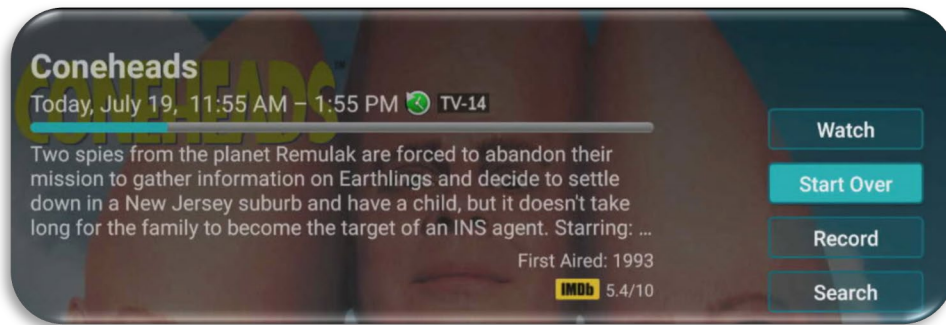 Coneheads
CONEHEADS™
Today, July 19, 11:55 AM – 1:55 PM TV-14
Two spies from the planet Remulak are forced to abandon their
mission to gather information on Earthlings and decide to settle
down in a New Jersey suburb and have a child, but it doesn't take
long for the family to become the target of an INS agent. Starring: ...
First Aired: 1993
IMDb 5.4/10
Watch
Start Over
Record
Search